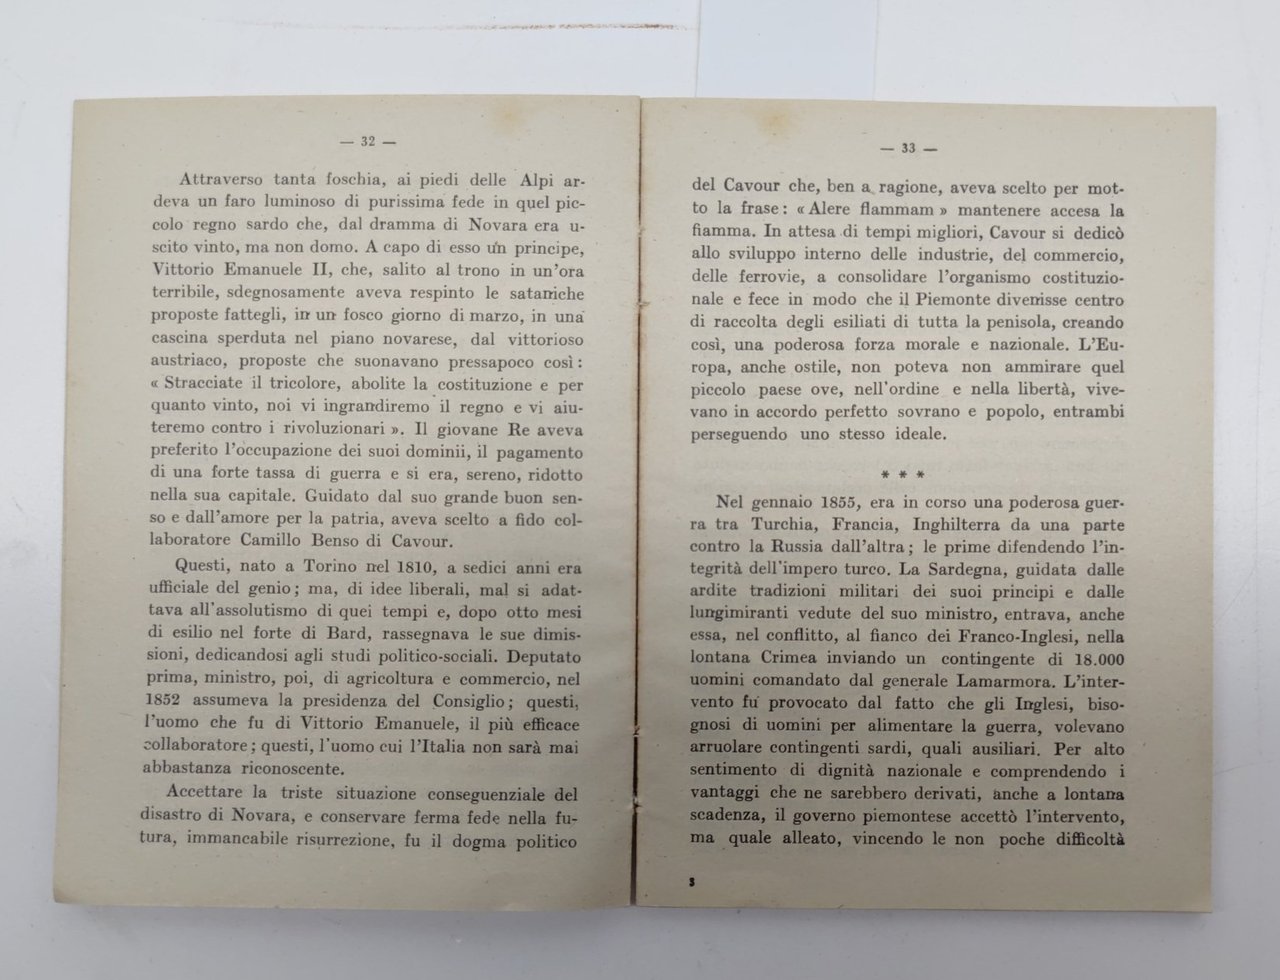 — 32 —
Attraverso tanta foschia, ai piedi delle Alpi ar-
deva un faro luminoso di purissima fede in quel pic-
colo regno sardo che, dal dramma di Novara era u-
scito vinto, ma non domo. A capo di esso un principe,
Vittorio Emanuele II, che, salito al trono in un'ora
terribile, sdegnosamente aveva respinto le sataniche
proposte fattegli, in un fosco giorno di marzo, in una
cascina sperduta nel piano novarese, dal vittorioso
austriaco, proposte che suonavano pressapoco così:
« Stracciate il tricolore, abolite la costituzione e per
quanto vinto, noi vi ingrandiremo il regno e vi aiu-
teremo contro i rivoluzionari ». Il giovane Re aveva
preferito l'occupazione dei suoi dominii, il pagamento
di una forte tassa di guerra e si era, sereno, ridotto
nella sua capitale. Guidato dal suo grande buon sen-
so e dall'amore per la patria, aveva scelto a fido col-
laboratore Camillo Benso di Cavour.
Questi, nato a Torino nel 1810, a sedici anni era
ufficiale del genio; ma, di idee liberali, mal si adat-
tava all'assolutismo di quei tempi e, dopo otto mesi
di esilio nel forte di Bard, rassegnava le sue dimis-
sioni, dedicandosi agli studi politico-sociali. Deputato
prima, ministro, poi, di agricoltura e commercio, nel
1852 assumeva la presidenza del Consiglio; questi,
l'uomo che fu di Vittorio Emanuele, il più efficace
collaboratore; questi, l'uomo cui l'Italia non sarà mai
abbastanza riconoscente.
Accettare la triste situazione conseguenziale del
disastro di Novara, e conservare ferma fede nella fu-
tura, immancabile risurrezione, fu il dogma politico
— 33 —
del Cavour che, ben a ragione, aveva scelto per mot-
to la frase: « Alere flammam » mantenere accesa la
fiamma. In attesa di tempi migliori, Cavour si dedicò
allo sviluppo interno delle industrie, del commercio,
delle ferrovie, a consolidare l'organismo costituzio-
nale e fece in modo che il Piemonte divenisse centro
di raccolta degli esiliati di tutta la penisola, creando
così, una poderosa forza morale e nazionale. L'Eu-
ropa, anche ostile, non poteva non ammirare quel
piccolo paese ove, nell'ordine e nella libertà, vive-
vano in accordo perfetto sovrano e popolo, entrambi
perseguendo uno stesso ideale.
* * *
Nel gennaio 1855, era in corso una poderosa guer-
ra tra Turchia, Francia, Inghilterra da una parte
contro la Russia dall'altra; le prime difendendo l'in-
tegrità dell'impero turco. La Sardegna, guidata dalle
ardite tradizioni militari dei suoi principi e dalle
lungimiranti vedute del suo ministro, entrava, anche
essa, nel conflitto, al fianco dei Franco-Inglesi, nella
lontana Crimea inviando un contingente di 18.000
uomini comandato dal generale Lamarmora. L'inter-
vento fu provocato dal fatto che gli Inglesi, biso-
gnosi di uomini per alimentare la guerra, volevano
arruolare contingenti sardi, quali ausiliari. Per alto
sentimento di dignità nazionale e comprendendo i
vantaggi che ne sarebbero derivati, anche a lontana
scadenza, il governo piemontese accettò l'intervento,
ma quale alleato, vincendo le non poche difficoltà
3